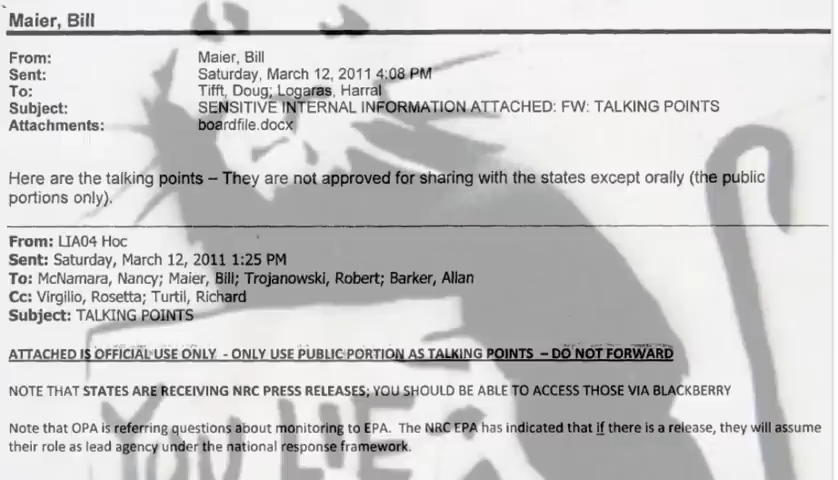 Maier, Bill
From: Maier, Bill
Sent: Saturday, March 12, 2011 4:08 PM
To: Tifft, Doug; Logaras, Harral
Subject: SENSITIVE INTERNAL INFORMATION ATTACHED: FW: TALKING POINTS
Attachments: boardfile.docx
Here are the talking points – They are not approved for sharing with the states except orally (the public
portions only).
From: LIA04 Hoc
Sent: Saturday, March 12, 2011 1:25 PM
To: McNamara, Nancy; Maier, Bill; Trojanowski, Robert; Barker, Allan
Cc: Virgilio, Rosetta; Turtil, Richard
Subject: TALKING POINTS
ATTACHED IS OFFICIAL USE ONLY - ONLY USE PUBLIC PORTION AS TALKING POINTS – DO NOT FORWARD
NOTE THAT STATES ARE RECEIVING NRC PRESS RELEASES; YOU SHOULD BE ABLE TO ACCESS THOSE VIA BLACKBERRY
Note that OPA is referring questions about monitoring to EPA. The NRC EPA has indicated that if there is a release, they will assume
their role as lead agency under the national response framework.
YOU LIE